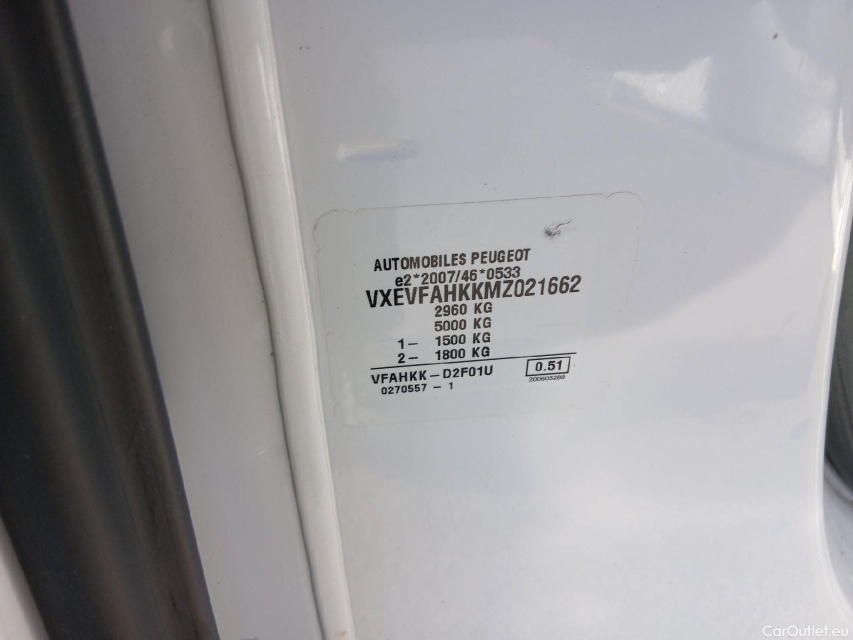 AUTOMOBILES PEUGEOT
e2*2007/46*0533
VXEVFAHKKMZ021662
2960 KG
5000 KG
1- 1500 KG
2- 1800 KG
VFAHKK-D2F01U
0.51
0270557 - 1
200605288
CarOutlet.eu